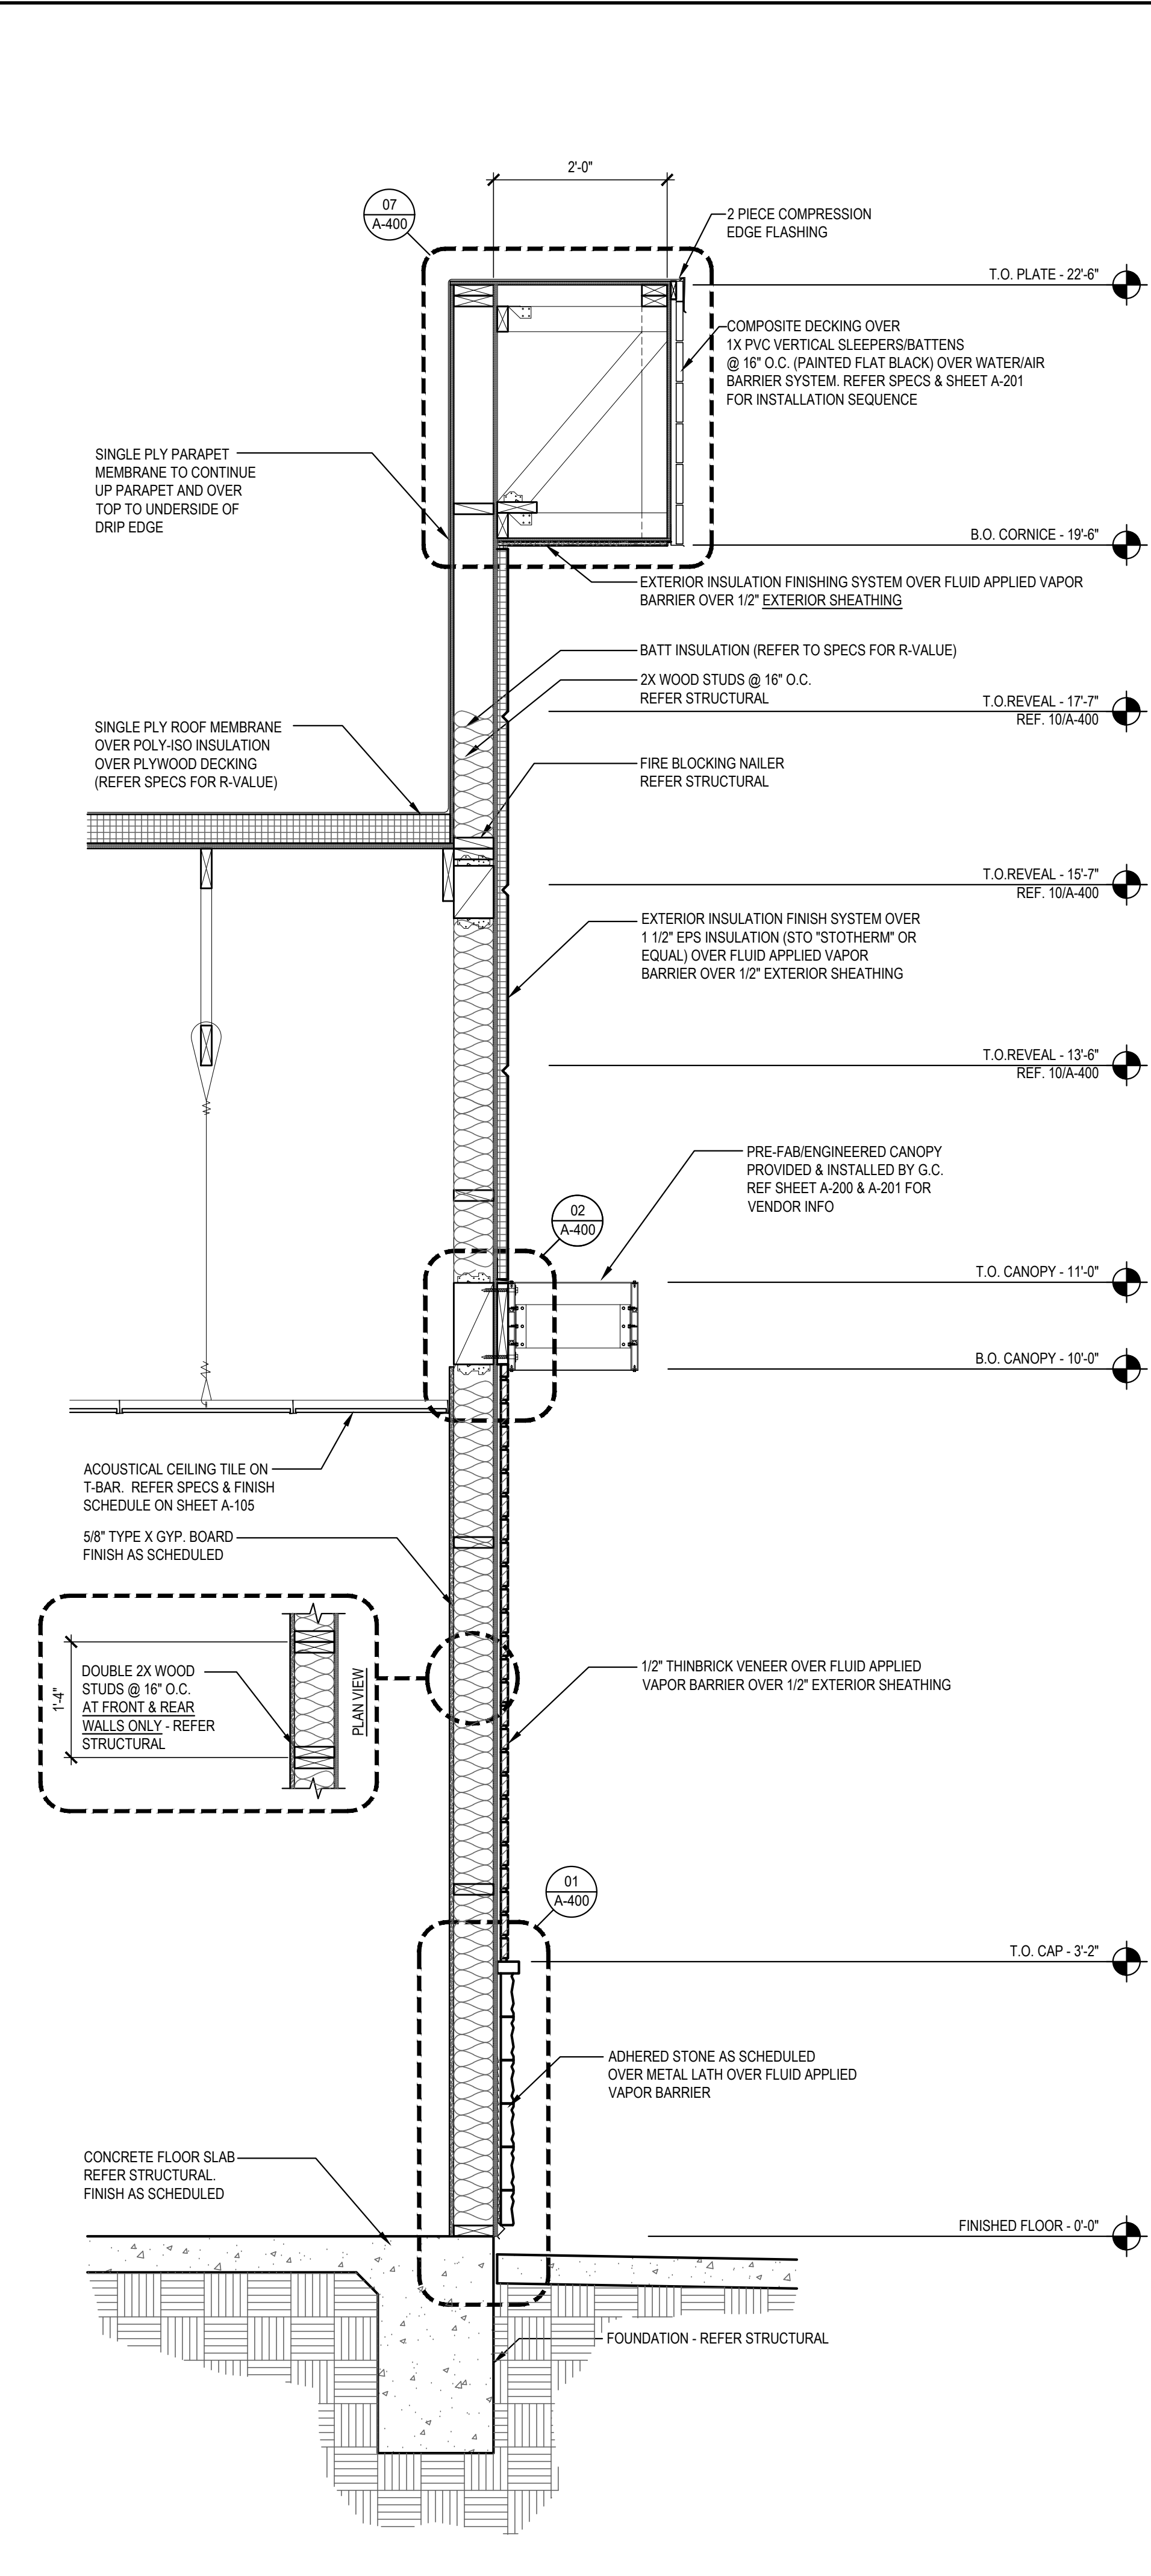 2'-0"
07
A-400
2 PIECE COMPRESSION
EDGE FLASHING
T.O. PLATE - 22'-6"
COMPOSITE DECKING OVER
1X PVC VERTICAL SLEEPERS/BATTENS
@ 16" O.C. (PAINTED FLAT BLACK) OVER WATER/AIR
BARRIER SYSTEM. REFER SPECS & SHEET A-201
FOR INSTALLATION SEQUENCE
SINGLE PLY PARAPET
MEMBRANE TO CONTINUE
UP PARAPET AND OVER
TOP TO UNDERSIDE OF
DRIP EDGE
B.O. CORNICE - 19'-6"
EXTERIOR INSULATION FINISHING SYSTEM OVER FLUID APPLIED VAPOR
BARRIER OVER 1/2" EXTERIOR SHEATHING
BATT INSULATION (REFER TO SPECS FOR R-VALUE)
2X WOOD STUDS @ 16" O.C.
REFER STRUCTURAL
T.O.REVEAL - 17'-7"
REF. 10/A-400
SINGLE PLY ROOF MEMBRANE
OVER POLY-ISO INSULATION
OVER PLYWOOD DECKING
(REFER SPECS FOR R-VALUE)
FIRE BLOCKING NAILER
REFER STRUCTURAL
T.O.REVEAL - 15'-7"
REF. 10/A-400
EXTERIOR INSULATION FINISH SYSTEM OVER
1 1/2" EPS INSULATION (STO "STOTHERM" OR
EQUAL) OVER FLUID APPLIED VAPOR
BARRIER OVER 1/2" EXTERIOR SHEATHING
T.O.REVEAL - 13'-6"
REF. 10/A-400
PRE-FAB/ENGINEERED CANOPY
PROVIDED & INSTALLED BY G.C.
REF SHEET A-200 & A-201 FOR
VENDOR INFO
02
A-400
T.O. CANOPY - 11'-0"
B.O. CANOPY - 10'-0"
ACOUSTICAL CEILING TILE ON
T-BAR. REFER SPECS & FINISH
SCHEDULE ON SHEET A-105
5/8" TYPE X GYP. BOARD
FINISH AS SCHEDULED
DOUBLE 2X WOOD
STUDS @ 16" O.C.
AT FRONT & REAR
WALLS ONLY - REFER
STRUCTURAL
1'-4"
PLAN VIEW
1/2" THINBRICK VENEER OVER FLUID APPLIED
VAPOR BARRIER OVER 1/2" EXTERIOR SHEATHING
01
A-400
T.O. CAP - 3'-2"
ADHERED STONE AS SCHEDULED
OVER METAL LATH OVER FLUID APPLIED
VAPOR BARRIER
CONCRETE FLOOR SLAB
REFER STRUCTURAL.
FINISH AS SCHEDULED
FINISHED FLOOR - 0'-0"
FOUNDATION - REFER STRUCTURAL